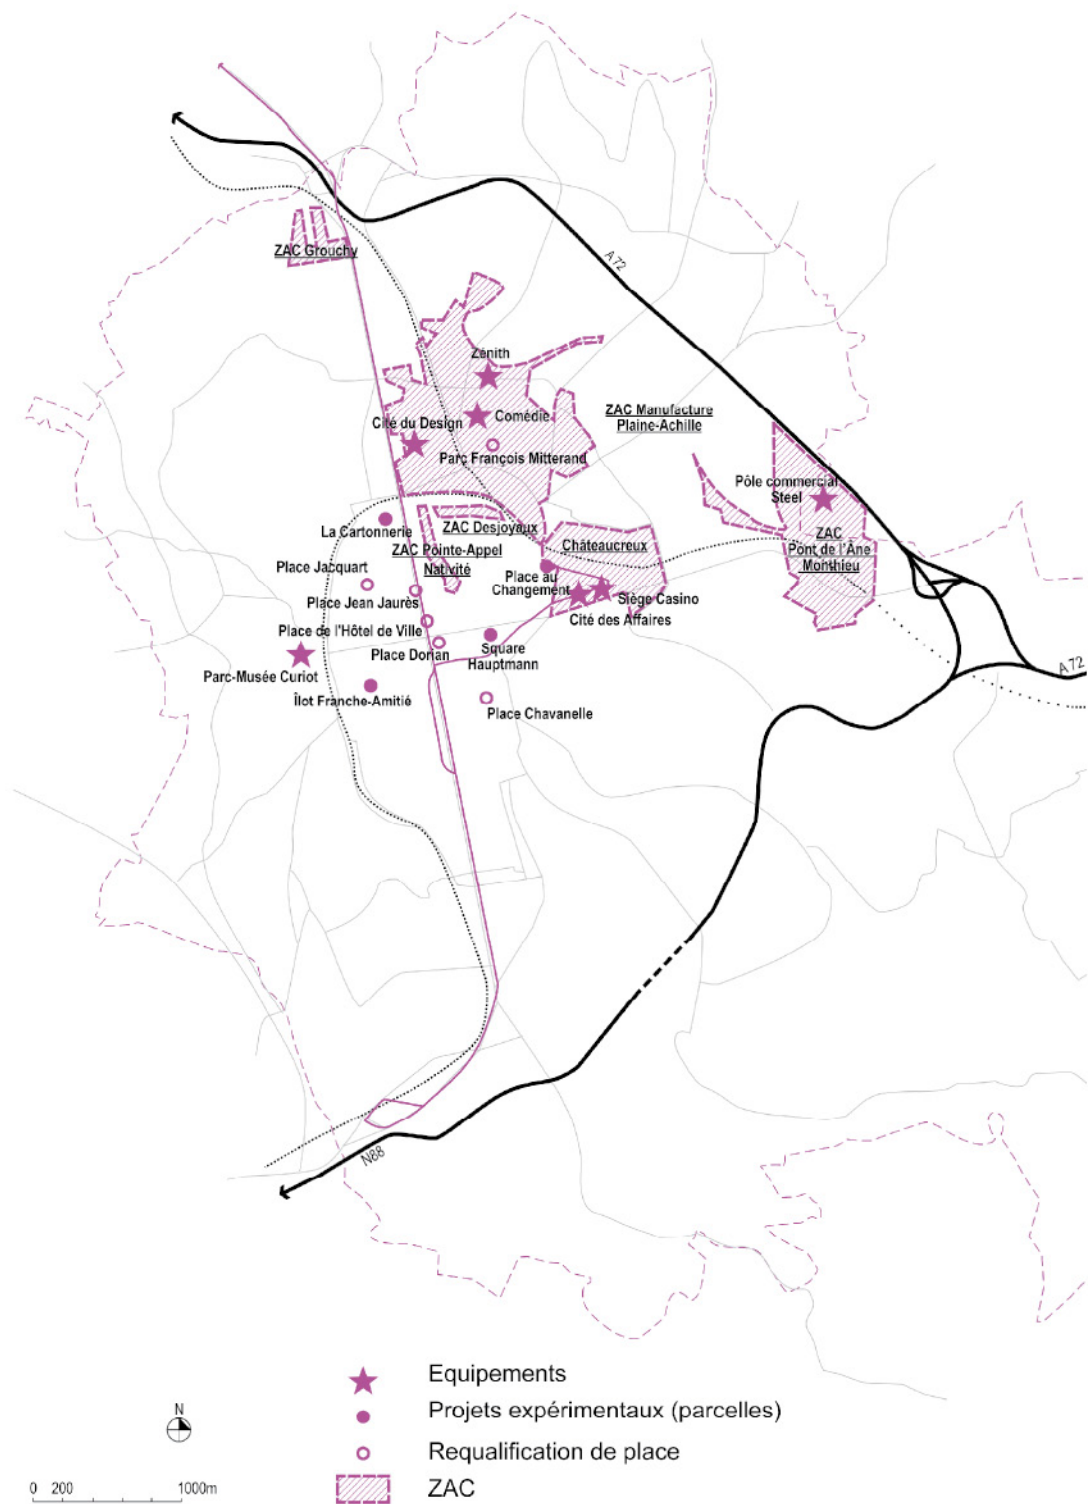 ZAC Grouchy
A72
Zénith
ZAC Manufacture
Plaine-Achille
Comédie
Cité du Design
Parc François Mitterand
Pôle commercial
Steel
La Cartonnerie
ZAC Desjoyaux
ZAC
Pont de l'Âne
Monthieu
Châteaucreux
ZAC Pointe-Appel
Nativité
Place Jacquart
Place au
Changement
Siège Casino
Place Jean Jaurès
Cité des Affaires
Place de l'Hôtel de Ville
Place Dorian
Square
Hauptmann
A72
Parc-Musée Curiot
Îlot Franche-Amitié
Place Chavanelle
N88
Equipements
Projets expérimentaux (parcelles)
Requalification de place
ZAC
N
0 200 1000m